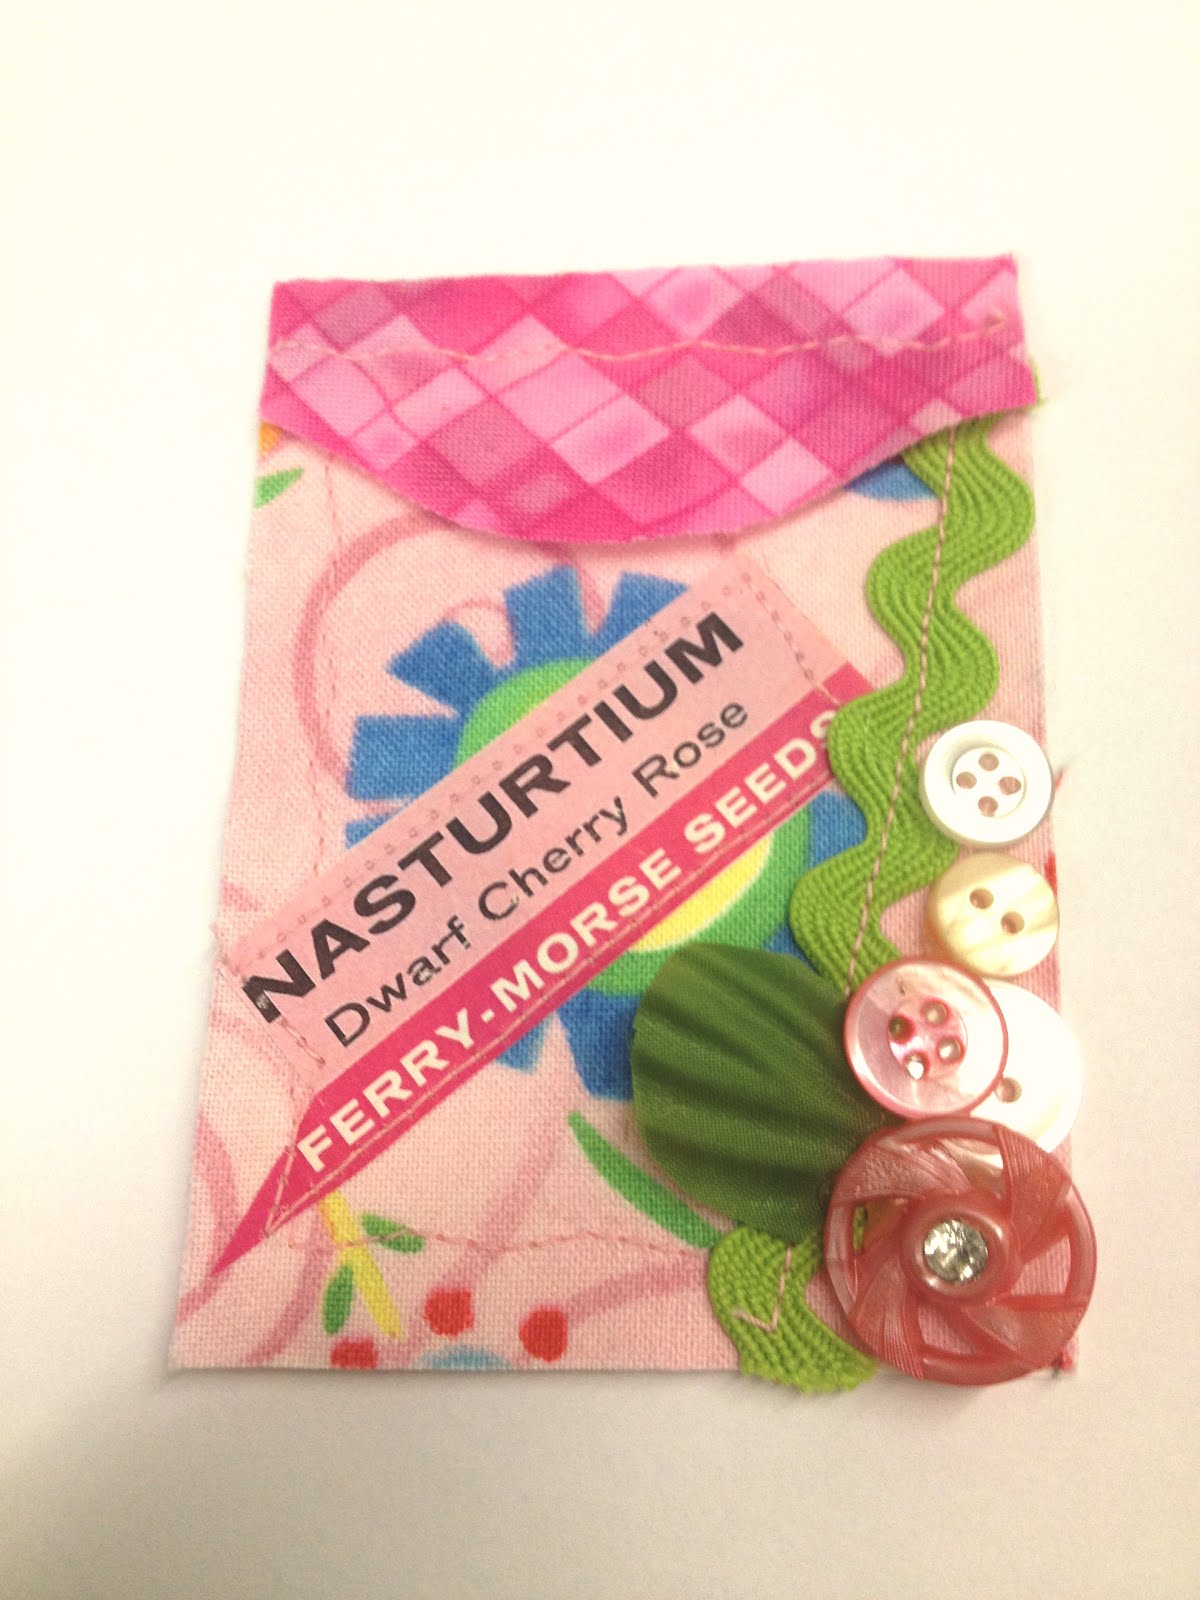 NASTURTIUM
Dwarf Cherry Rose
FERRY-MORSE SEEDS